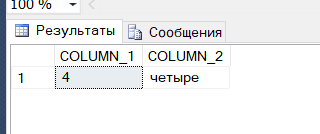 100 %
Результаты Сообщения
COLUMN_1 COLUMN_2
1 4 четыре